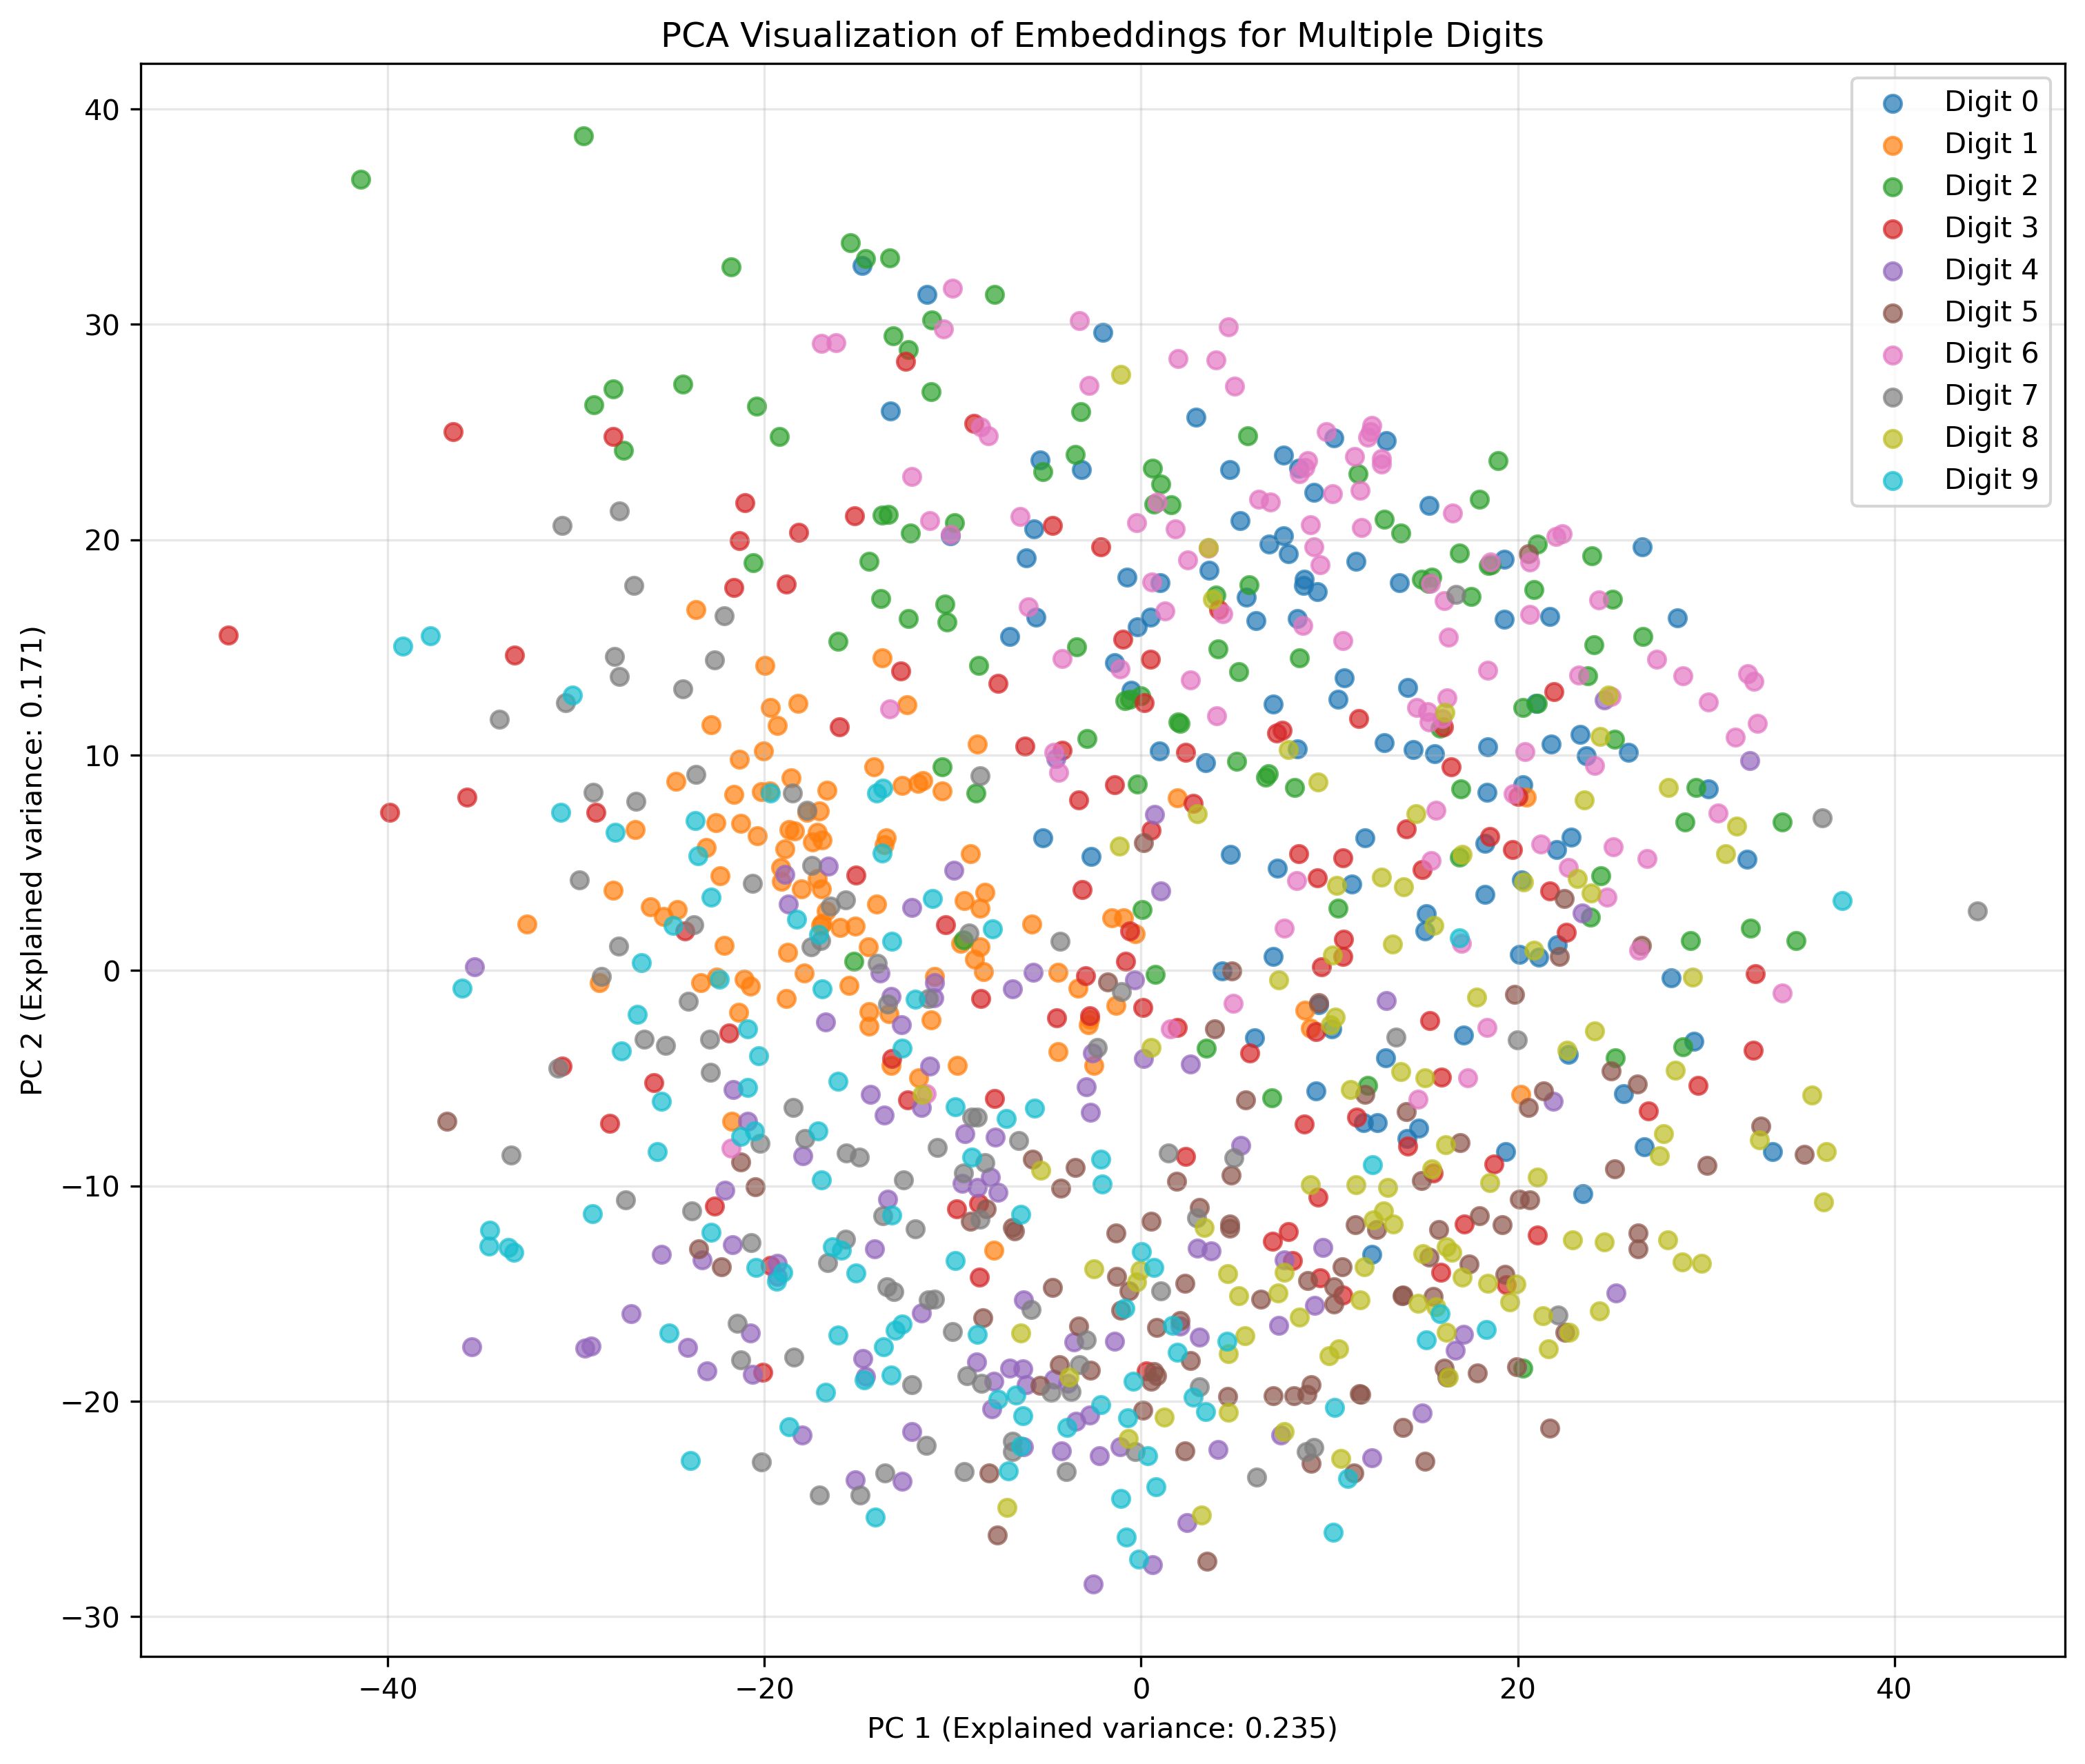 PCA Visualization of Embeddings for Multiple Digits
40
30
20
10
0
−10
−20
−30
PC 2 (Explained variance: 0.171)
−40
−20
0
20
40
PC 1 (Explained variance: 0.235)
Digit 0
Digit 1
Digit 2
Digit 3
Digit 4
Digit 5
Digit 6
Digit 7
Digit 8
Digit 9